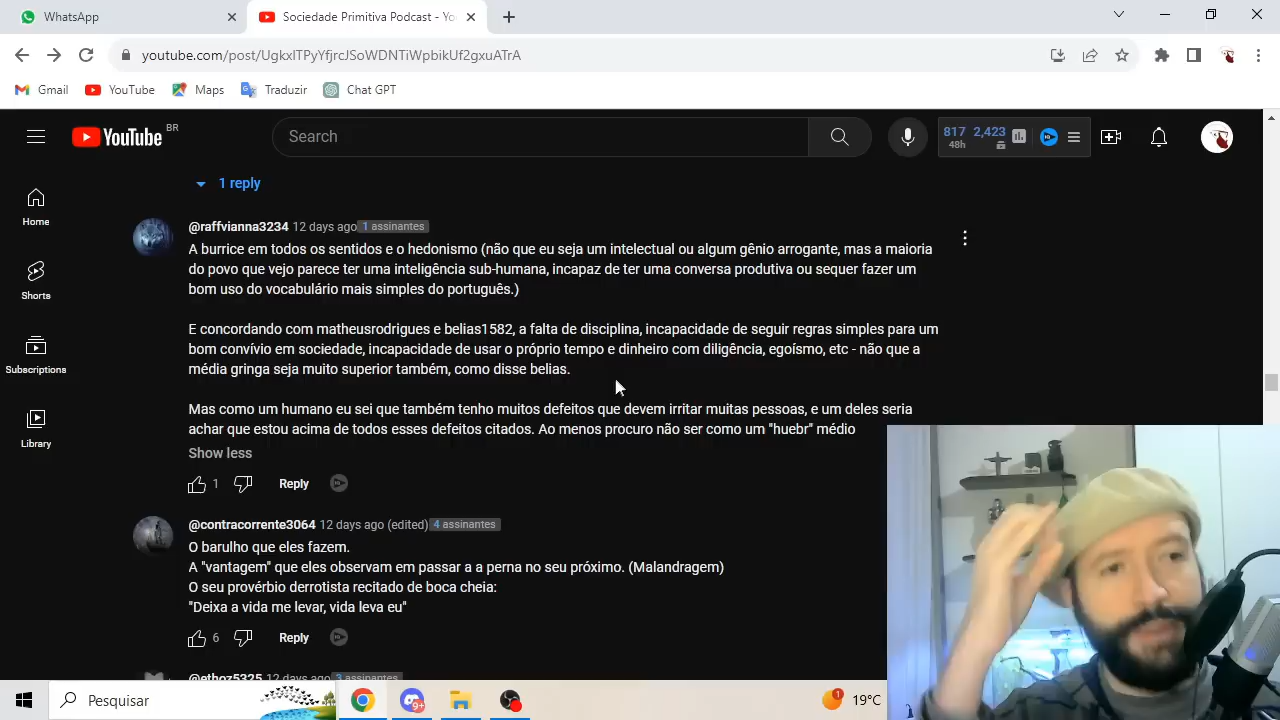 WhatsApp
Sociedade Primitiva Podcast - Yo
youtube.com/post/UgkxlTPyYfjrcJSoWDNTiWpbikUf2gxuATrA
Gmail
YouTube
Maps
Traduzir
Chat GPT
YouTube BR
Search
817 2,423
48h
Home
Shorts
Subscriptions
Library
1 reply
@raffvianna3234 12 days ago 1 assinantes
A burrice em todos os sentidos e o hedonismo (não que eu seja um intelectual ou algum gênio arrogante, mas a maioria
do povo que vejo parece ter uma inteligência sub-humana, incapaz de ter uma conversa produtiva ou sequer fazer um
bom uso do vocabulário mais simples do português.)
E concordando com matheusrodrigues e belias1582, a falta de disciplina, incapacidade de seguir regras simples para um
bom convívio em sociedade, incapacidade de usar o próprio tempo e dinheiro com diligência, egoísmo, etc - não que a
média gringa seja muito superior também, como disse belias.
Mas como um humano eu sei que também tenho muitos defeitos que devem irritar muitas pessoas, e um deles seria
achar que estou acima de todos esses defeitos citados. Ao menos procuro não ser como um "huebr" médio
Show less
1
Reply
@contracorrente3064 12 days ago (edited) 4 assinantes
O barulho que eles fazem.
A "vantagem" que eles observam em passar a a perna no seu próximo. (Malandragem)
O seu provérbio derrotista recitado de boca cheia:
"Deixa a vida me levar, vida leva eu"
6
Reply
@ethoz5325 12 days ago 3 assinantes
Pesquisar
9+
1
19°C